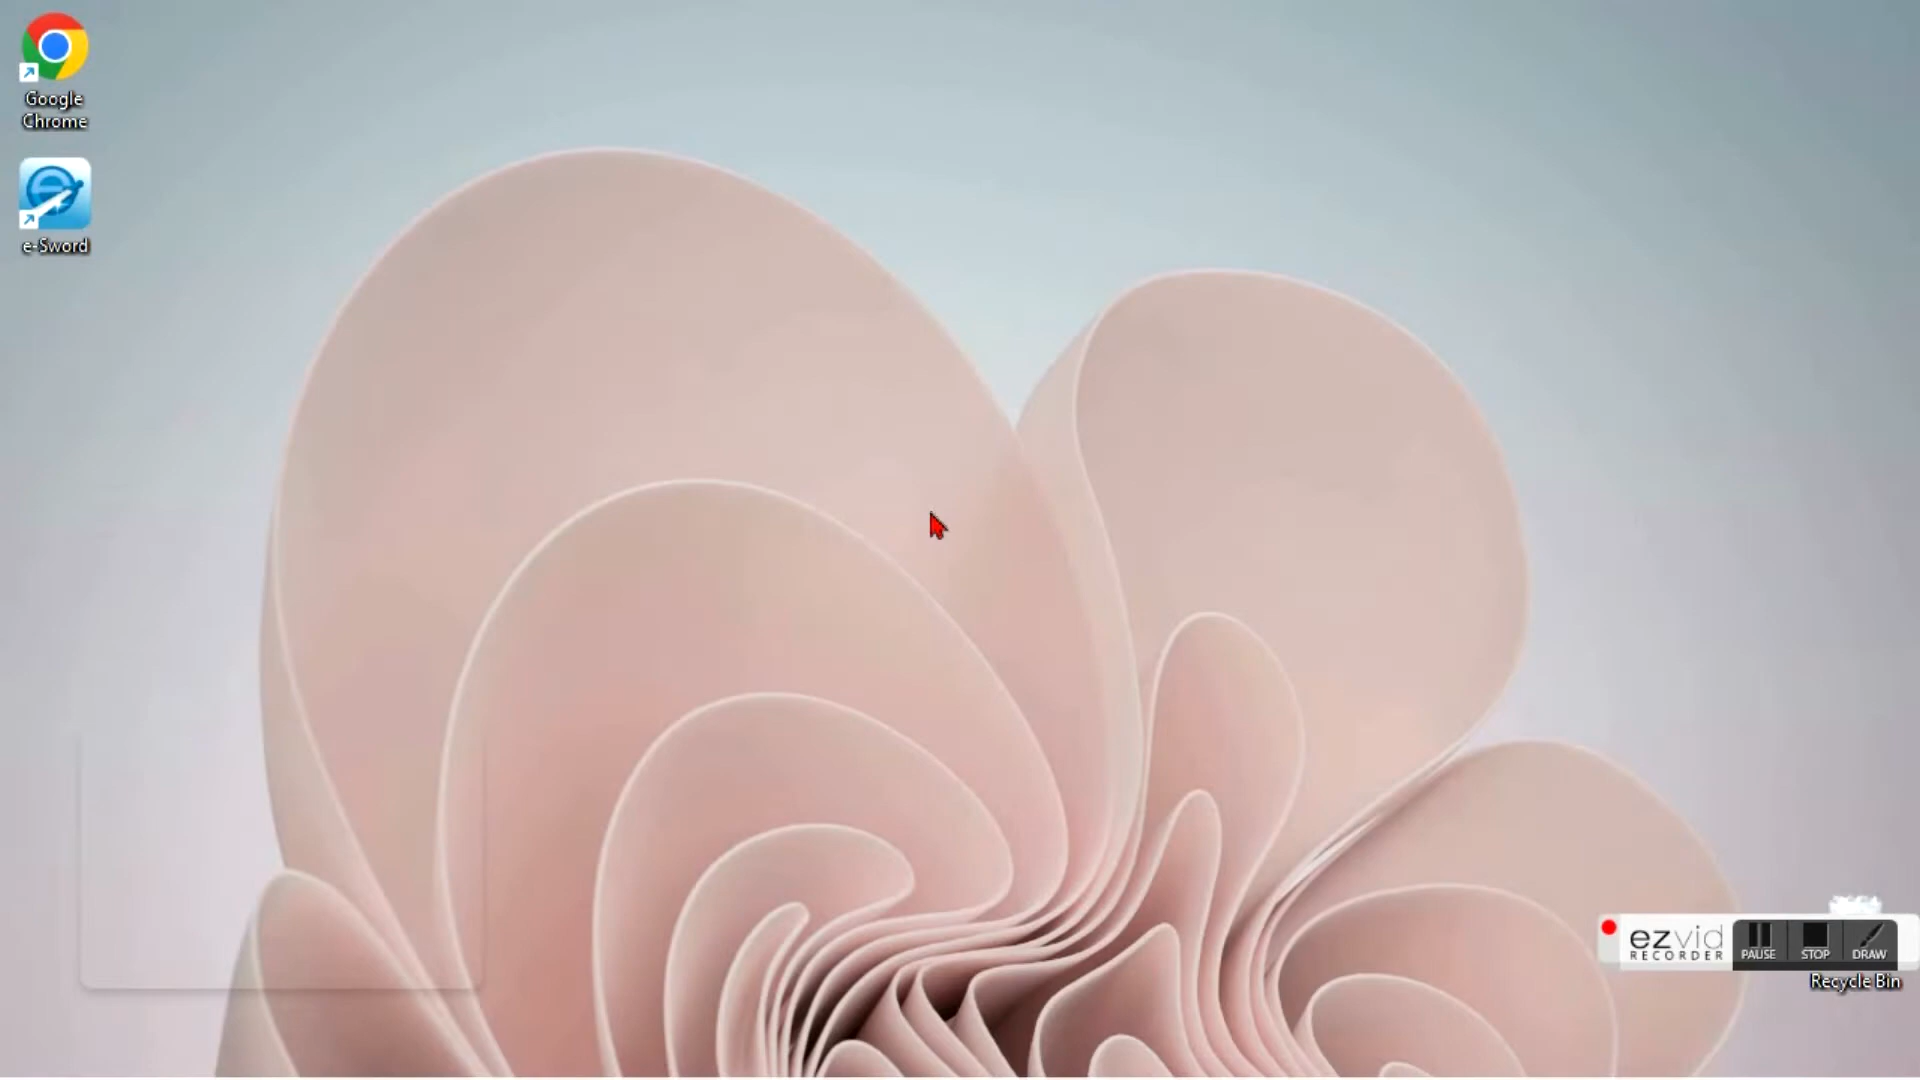 Google
Chrome
e-Sword
ezvid
RECORDER
PAUSE
STOP
DRAW
Recycle Bin